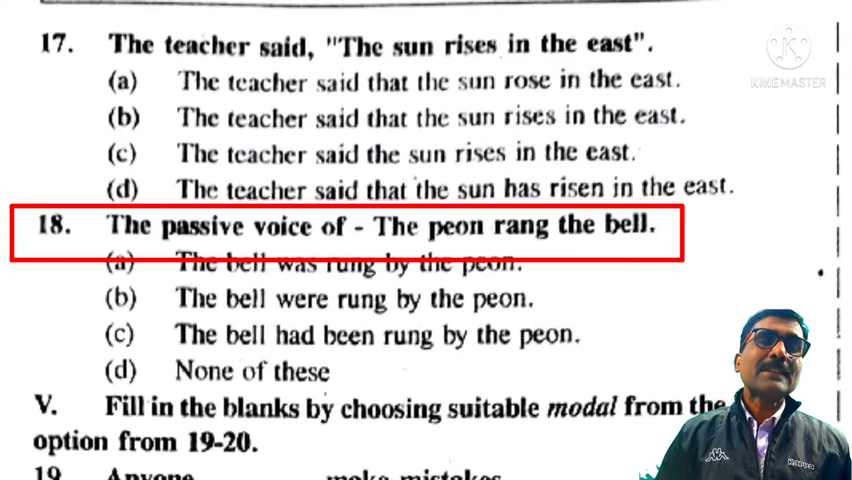 17. The teacher said, "The sun rises in the east".
(a) The teacher said that the sun rose in the east.
(b) The teacher said that the sun rises in the east.
(c) The teacher said the sun rises in the east.
(d) The teacher said that the sun has risen in the east.
18. The passive voice of - The peon rang the bell.
(a) The bell was rung by the peon.
(b) The bell were rung by the peon.
(c) The bell had been rung by the peon.
(d) None of these
V. Fill in the blanks by choosing suitable modal from the
option from 19-20.
19. Anyone make mistakes
KINEMASTER
Kappa